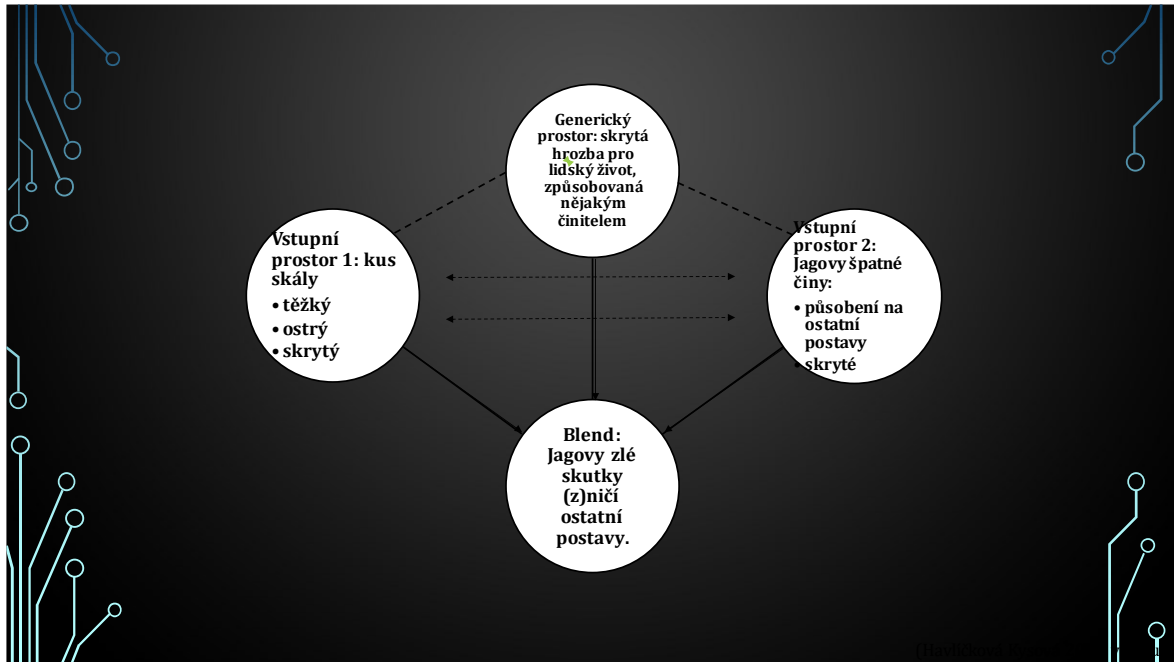 Generický
prostor: skrytá
hrozba pro
lidský život,
způsobovaná
nějakým
činitelem
Vstupní
prostor 1: kus
skály
• těžký
• ostrý
• skrytý
Vstupní
prostor 2:
Jagovy špatné
činy:
• působení na
ostatní
postavy
• skryté
Blend:
Jagovy zlé
skutky
(z)ničí
ostatní
postavy.